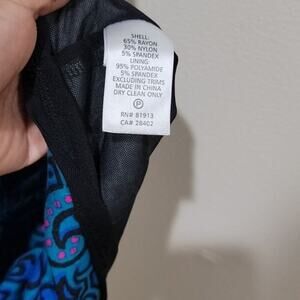 SHELL:
65% RAYON
30% NYLON
5% SPANDEX
LINING:
95% POLYAMIDE
5% SPANDEX
EXCLUDING TRIMS
MADE IN CHINA
DRY CLEAN ONLY
P
RN# 81913
CA# 28402